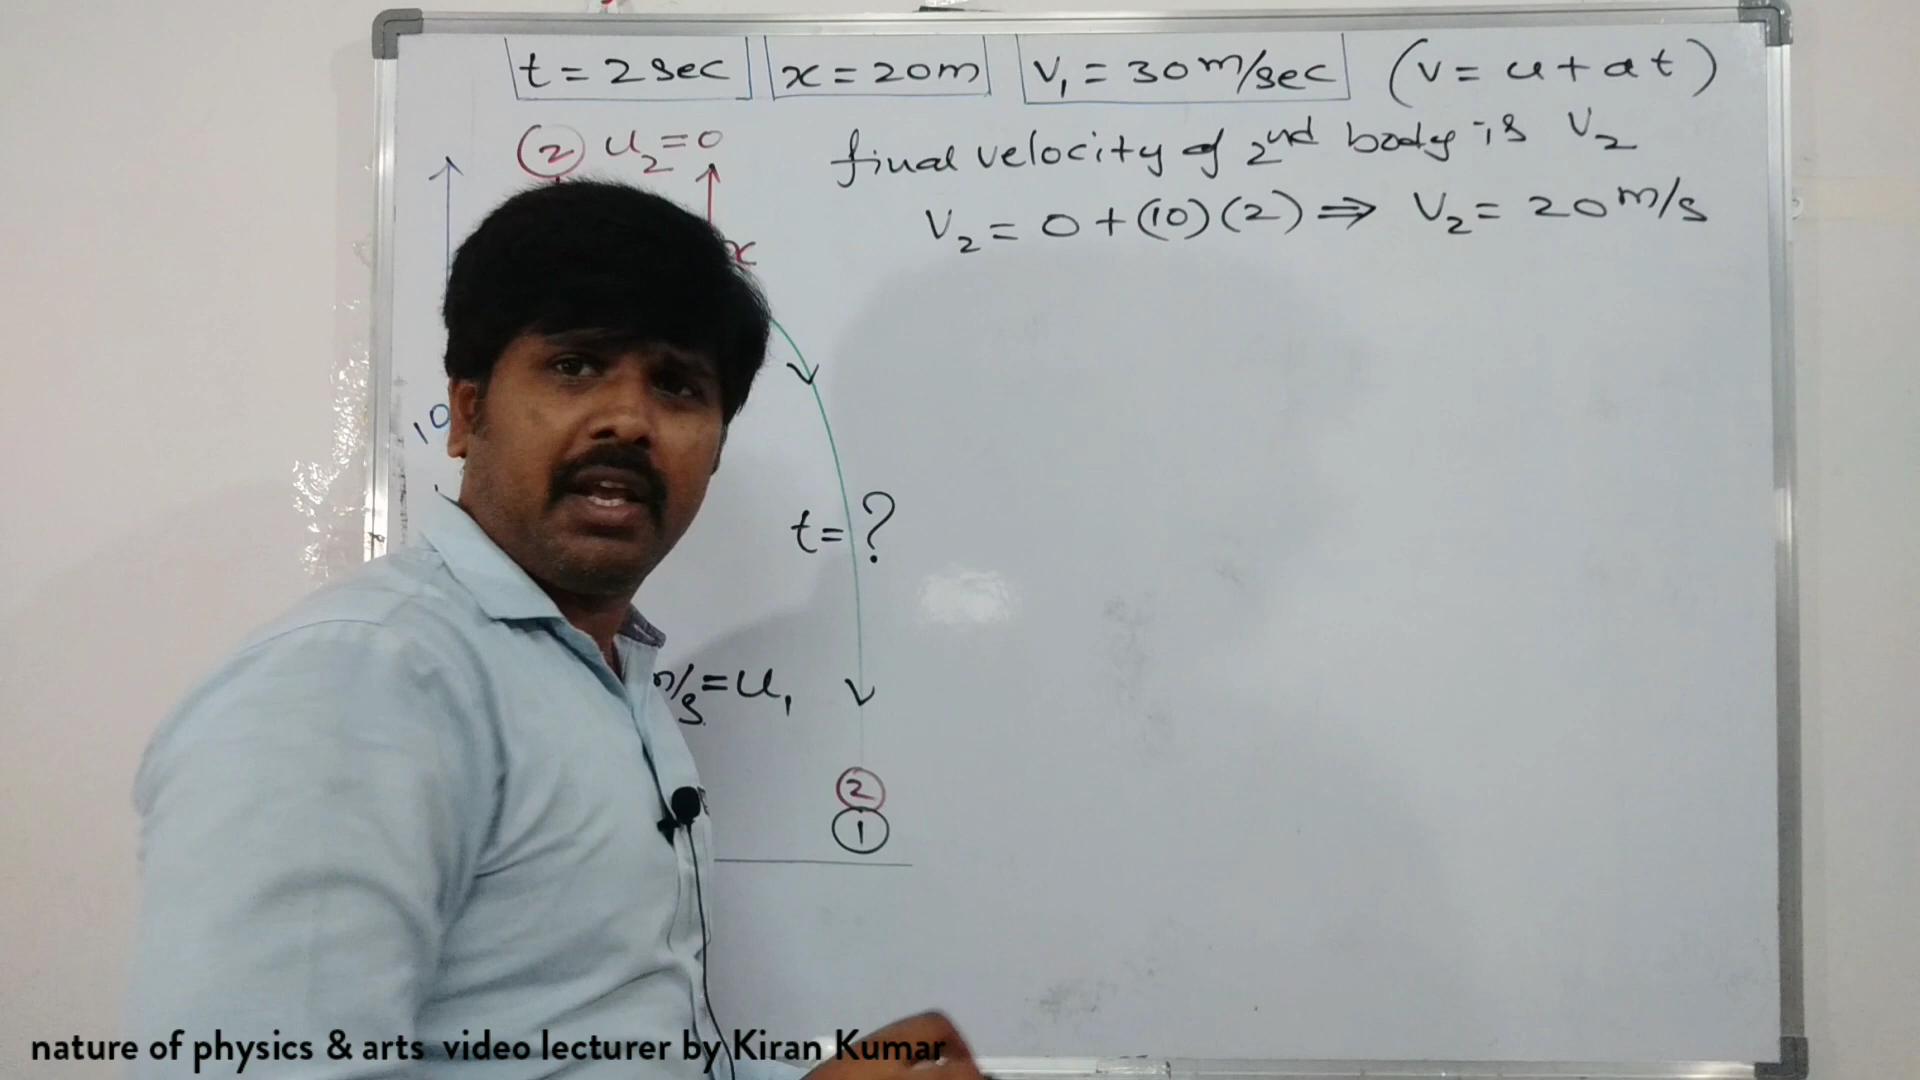 t = 2 sec x = 20m V₁ = 30 m/sec (v = u + at)
② u₂ = 0
final velocity of 2nd body is V₂
V₂ = 0 + (10)(2) ⇒ V₂ = 20 m/s
x
10
t = ?
m/s = u₁
②
①
nature of physics & arts video lecturer by Kiran Kumar